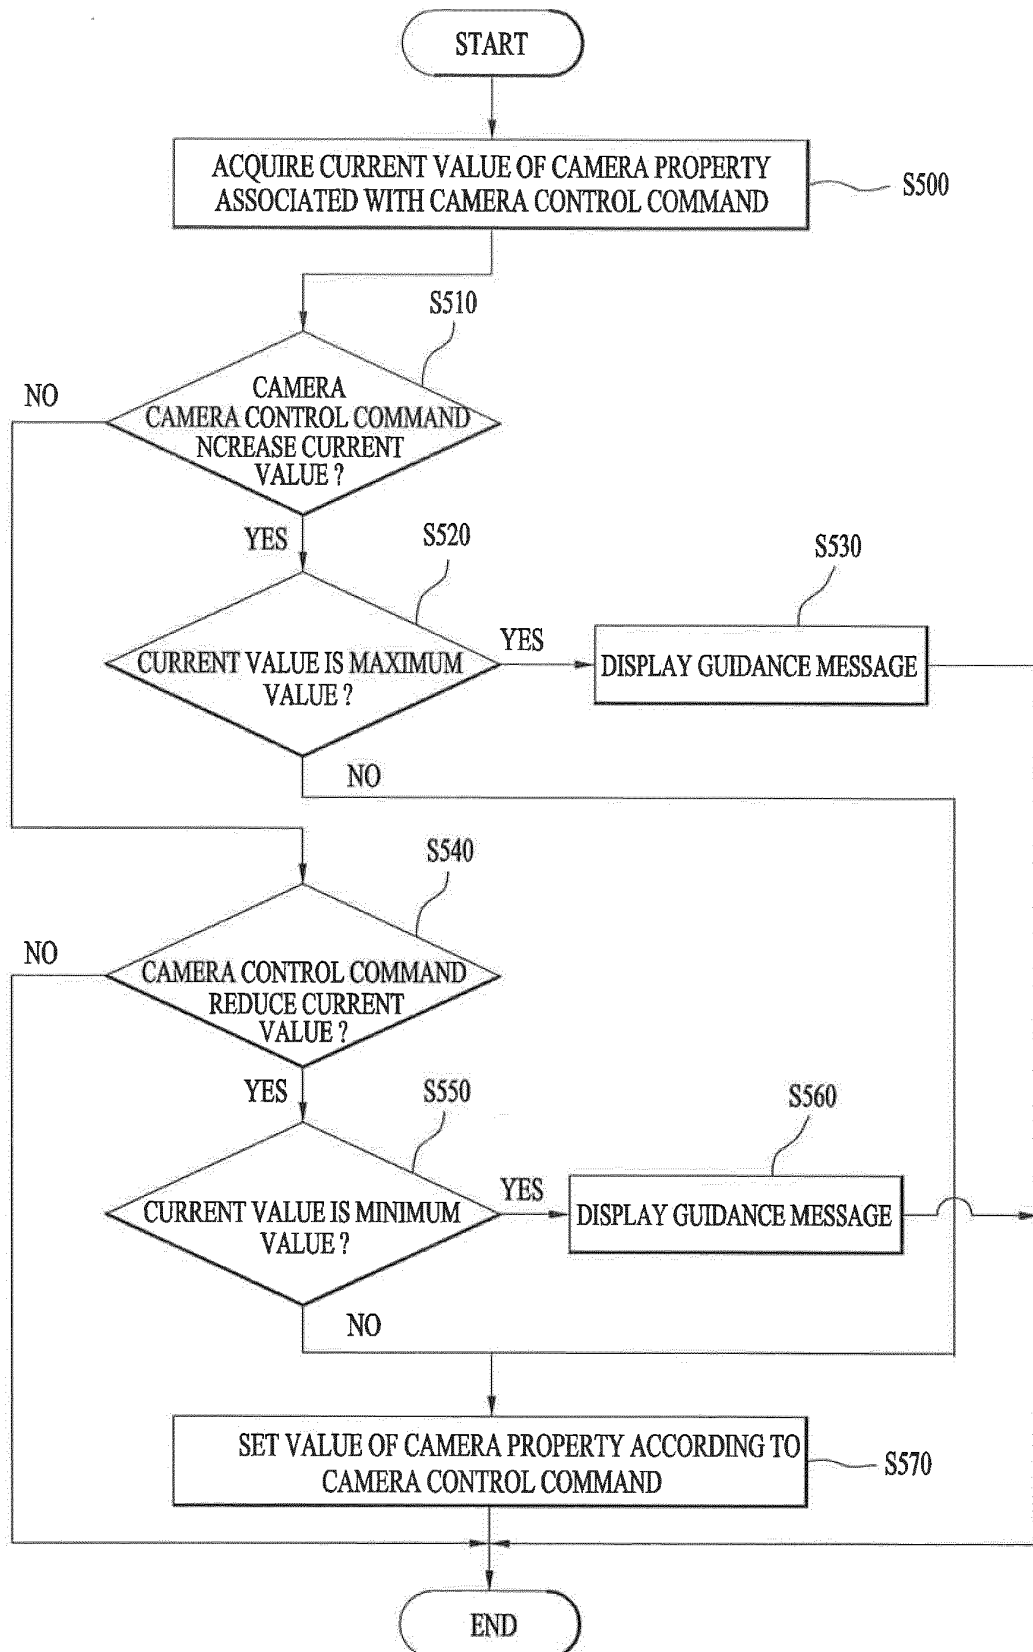 START
ACQUIRE CURRENT VALUE OF CAMERA PROPERTY
ASSOCIATED WITH CAMERA CONTROL COMMAND
S500
S510
NO
CAMERA
CAMERA CONTROL COMMAND
NCREASE CURRENT
VALUE ?
YES
S520
S530
CURRENT VALUE IS MAXIMUM
VALUE ?
YES
DISPLAY GUIDANCE MESSAGE
NO
S540
NO
CAMERA CONTROL COMMAND
REDUCE CURRENT
VALUE ?
YES
S550
S560
CURRENT VALUE IS MINIMUM
VALUE ?
YES
DISPLAY GUIDANCE MESSAGE
NO
SET VALUE OF CAMERA PROPERTY ACCORDING TO
CAMERA CONTROL COMMAND
S570
END